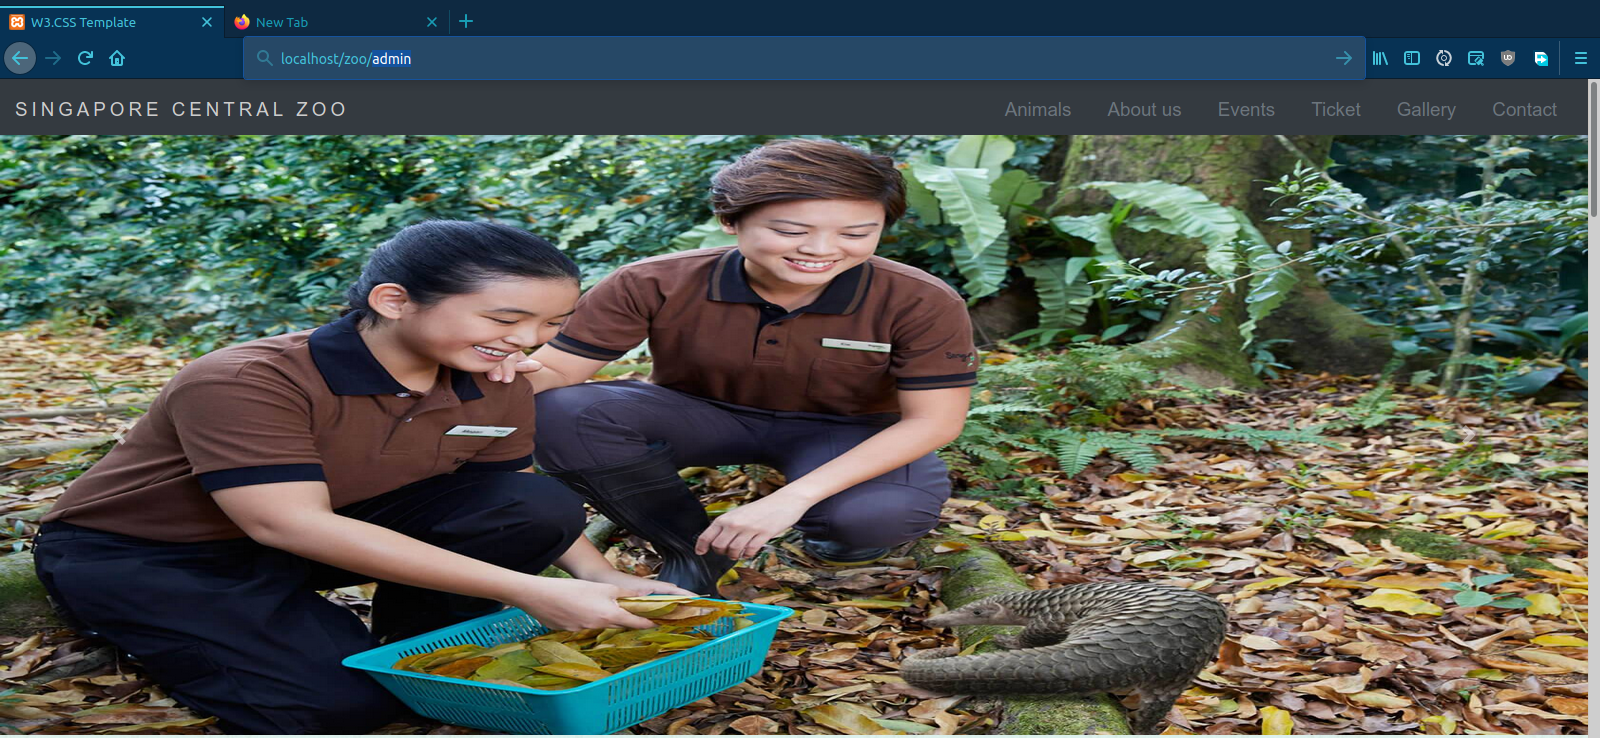 W3.CSS Template
New Tab
localhost/zoo/admin
SINGAPORE CENTRAL ZOO
Animals
About us
Events
Ticket
Gallery
Contact